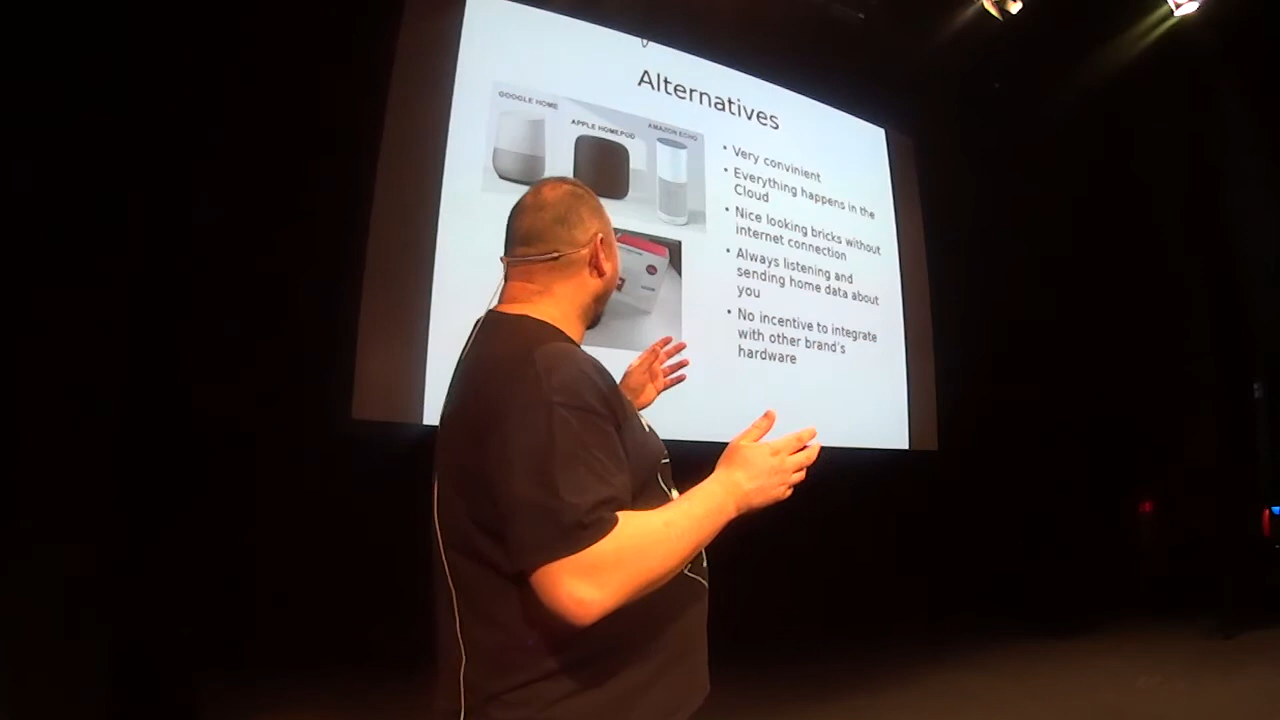 Alternatives
GOOGLE HOME
APPLE HOMEPOD
AMAZON ECHO
• Very convinient
• Everything happens in the
Cloud
• Nice looking bricks without
internet connection
• Always listening and
sending home data about
you
• No incentive to integrate
with other brand's
hardware